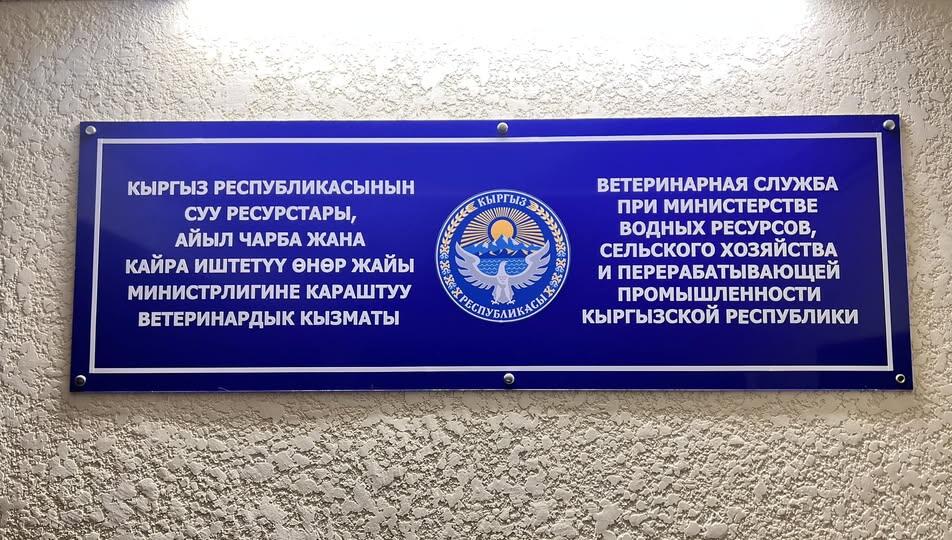 КЫРГЫЗ РЕСПУБЛИКАСЫНЫН
СУУ РЕСУРСТАРЫ,
АЙЫЛ ЧАРБА ЖАНА
КАЙРА ИШТЕТҮҮ ӨНӨР ЖАЙЫ
МИНИСТРЛИГИНЕ КАРАШТУУ
ВЕТЕРИНАРДЫК КЫЗМАТЫ
КЫРГЫЗ
РЕСПУБЛИКАСЫ
ВЕТЕРИНАРНАЯ СЛУЖБА
ПРИ МИНИСТЕРСТВЕ
ВОДНЫХ РЕСУРСОВ,
СЕЛЬСКОГО ХОЗЯЙСТВА
И ПЕРЕРАБАТЫВАЮЩЕЙ
ПРОМЫШЛЕННОСТИ
КЫРГЫЗСКОЙ РЕСПУБЛИКИ